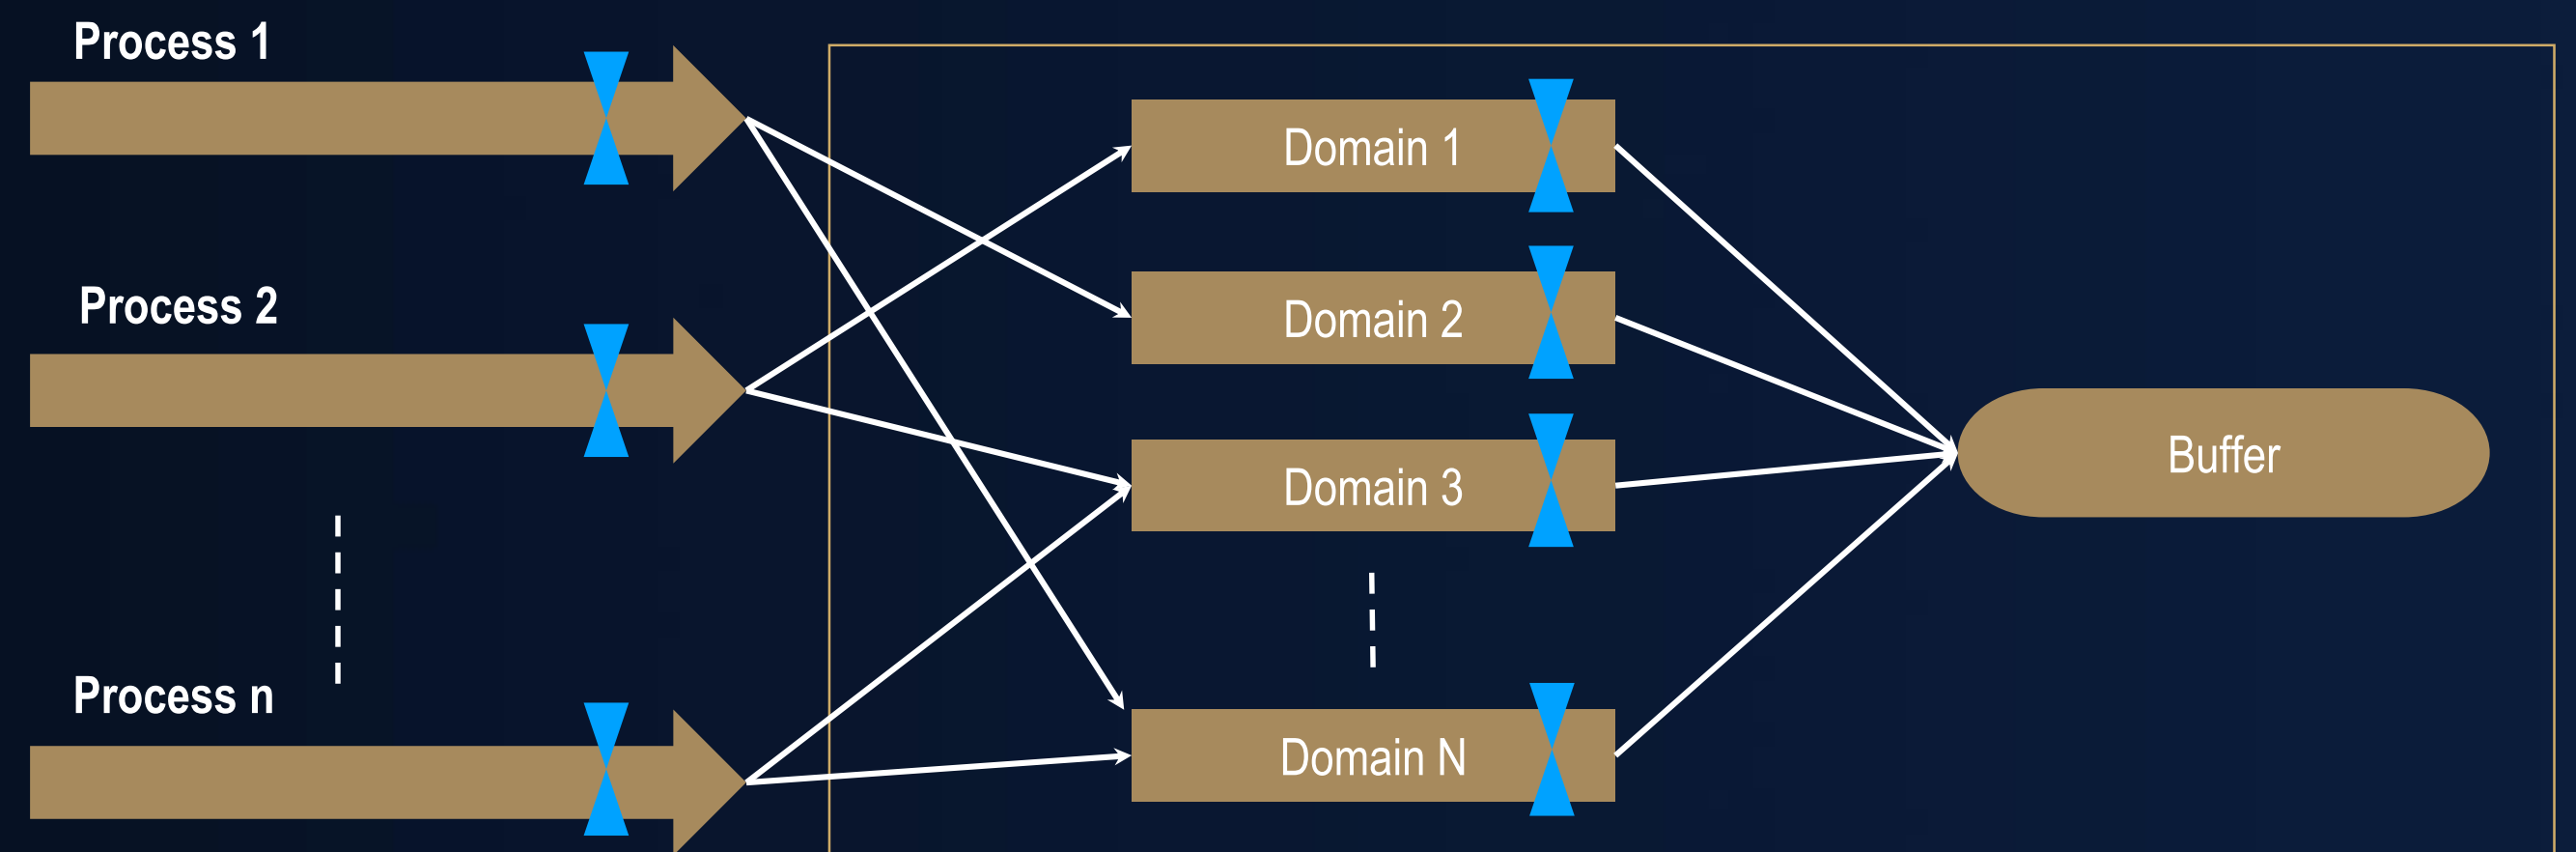 Process 1
Domain 1
Process 2
Domain 2
Domain 3
Buffer
Process n
Domain N